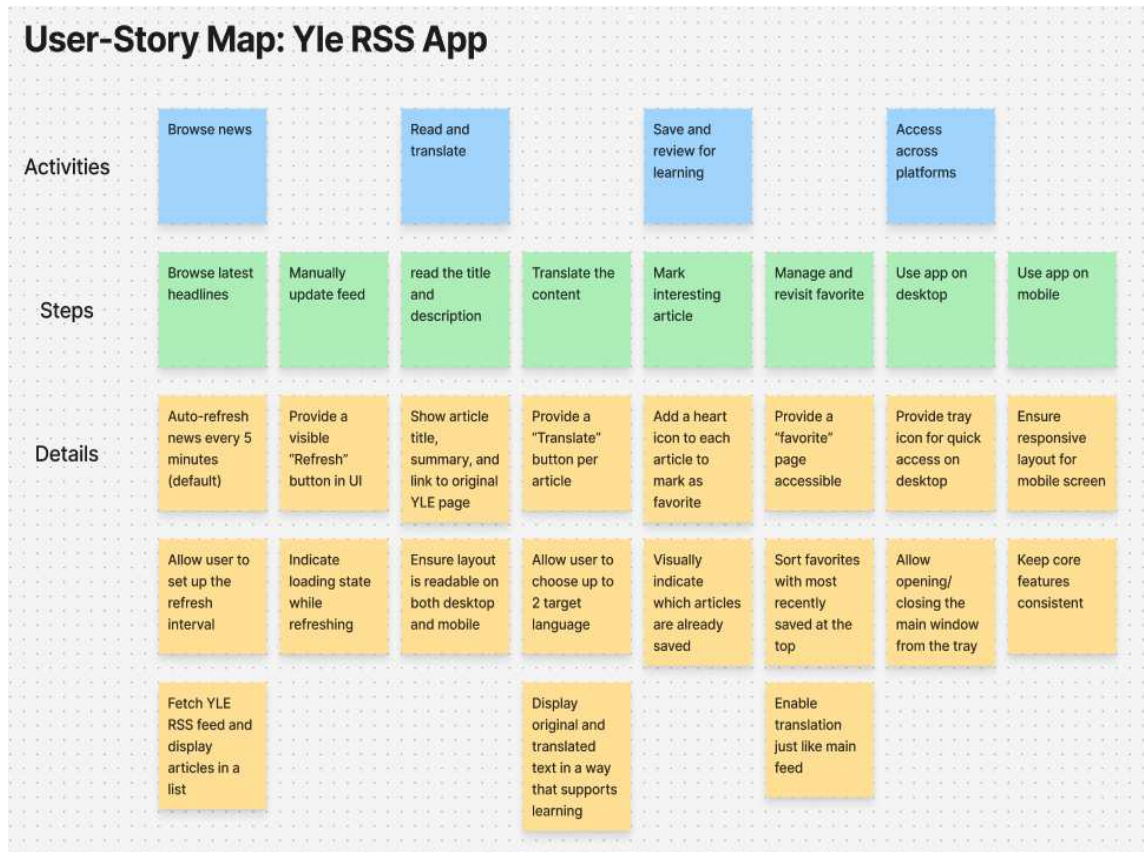 User-Story Map: Yle RSS App
Activities
Browse news
Read and
translate
Save and
review for
learning
Access
across
platforms
Steps
Browse latest
headlines
Manually
update feed
read the title
and
description
Translate the
content
Mark
interesting
article
Manage and
revisit favorite
Use app on
desktop
Use app on
mobile
Details
Auto-refresh
news every 5
minutes
(default)
Provide a
visible
"Refresh"
button in UI
Show article
title,
summary, and
link to original
YLE page
Provide a
"Translate"
button per
article
Add a heart
icon to each
article to
mark as
favorite
Provide a
"favorite"
page
accessible
Provide tray
icon for quick
access on
desktop
Ensure
responsive
layout for
mobile screen
Allow user to
set up the
refresh
interval
Indicate
loading state
while
refreshing
Ensure layout
is readable on
both desktop
and mobile
Allow user to
choose up to
2 target
language
Visually
indicate
which articles
are already
saved
Sort favorites
with most
recently
saved at the
top
Allow
opening/
closing the
main window
from the tray
Keep core
features
consistent
Fetch YLE
RSS feed and
display
articles in a
list
Display
original and
translated
text in a way
that supports
learning
Enable
translation
just like main
feed